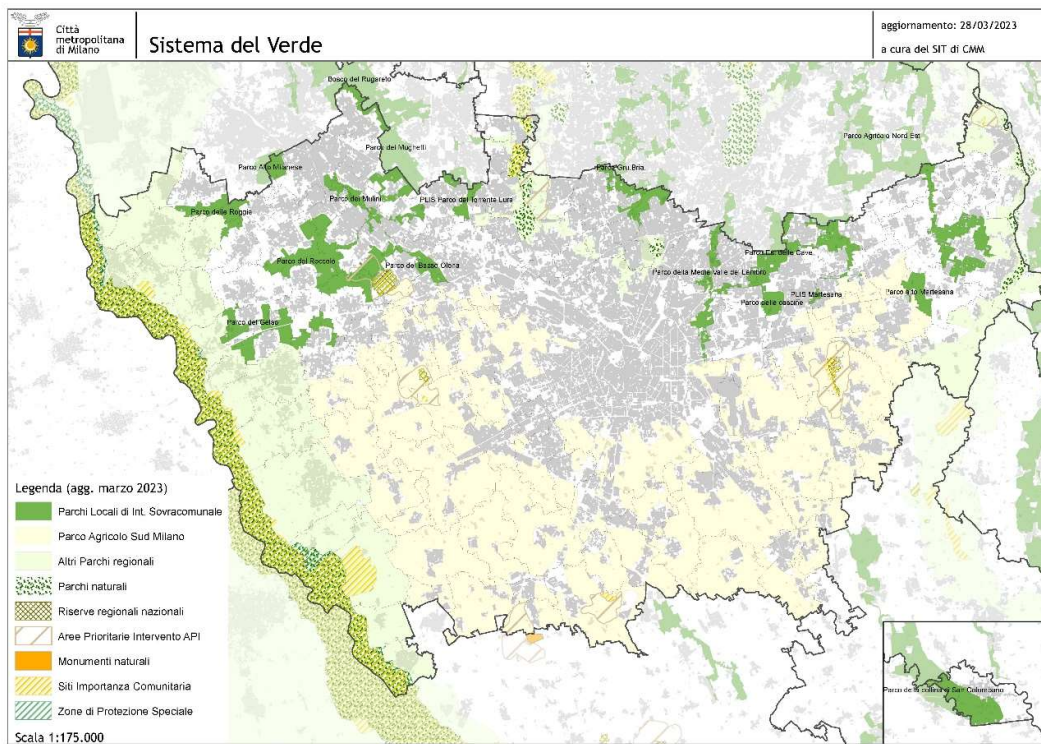 Città
metropolitana
di Milano
Sistema del Verde
aggiornamento: 28/03/2023
a cura del SIT di CMM
Bosco del Rugareto
Parco dei Mughetti
Parco Alto Milanese
Parco Agricolo Nord Est
Parco Gru.Bria
Parco dei Mulini
PLIS Parco del Torrente Lura
Parco delle Roggie
Parco del Roccolo
Parco del Basso Olona
Parco Est delle Cave
Parco della Media Valle del Lambro
PLIS Martesana
Parco delle cascine
Parco alto Martesana
Parco del Gelso
Legenda (agg. marzo 2023)
Parchi Locali di Int. Sovracomunale
Parco Agricolo Sud Milano
Altri Parchi regionali
Parchi naturali
Riserve regionali nazionali
Aree Prioritarie Intervento API
Monumenti naturali
Siti Importanza Comunitaria
Zone di Protezione Speciale
Scala 1:175.000
Parco della collina di San Colombano